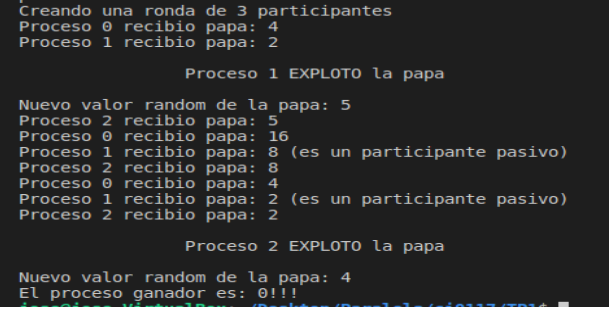 Creando una ronda de 3 participantes
Proceso 0 recibio papa: 4
Proceso 1 recibio papa: 2
Proceso 1 EXPLOTO la papa
Nuevo valor random de la papa: 5
Proceso 2 recibio papa: 5
Proceso 0 recibio papa: 16
Proceso 1 recibio papa: 8 (es un participante pasivo)
Proceso 2 recibio papa: 8
Proceso 0 recibio papa: 4
Proceso 1 recibio papa: 2 (es un participante pasivo)
Proceso 2 recibio papa: 2
Proceso 2 EXPLOTO la papa
Nuevo valor random de la papa: 4
El proceso ganador es: 0!!!